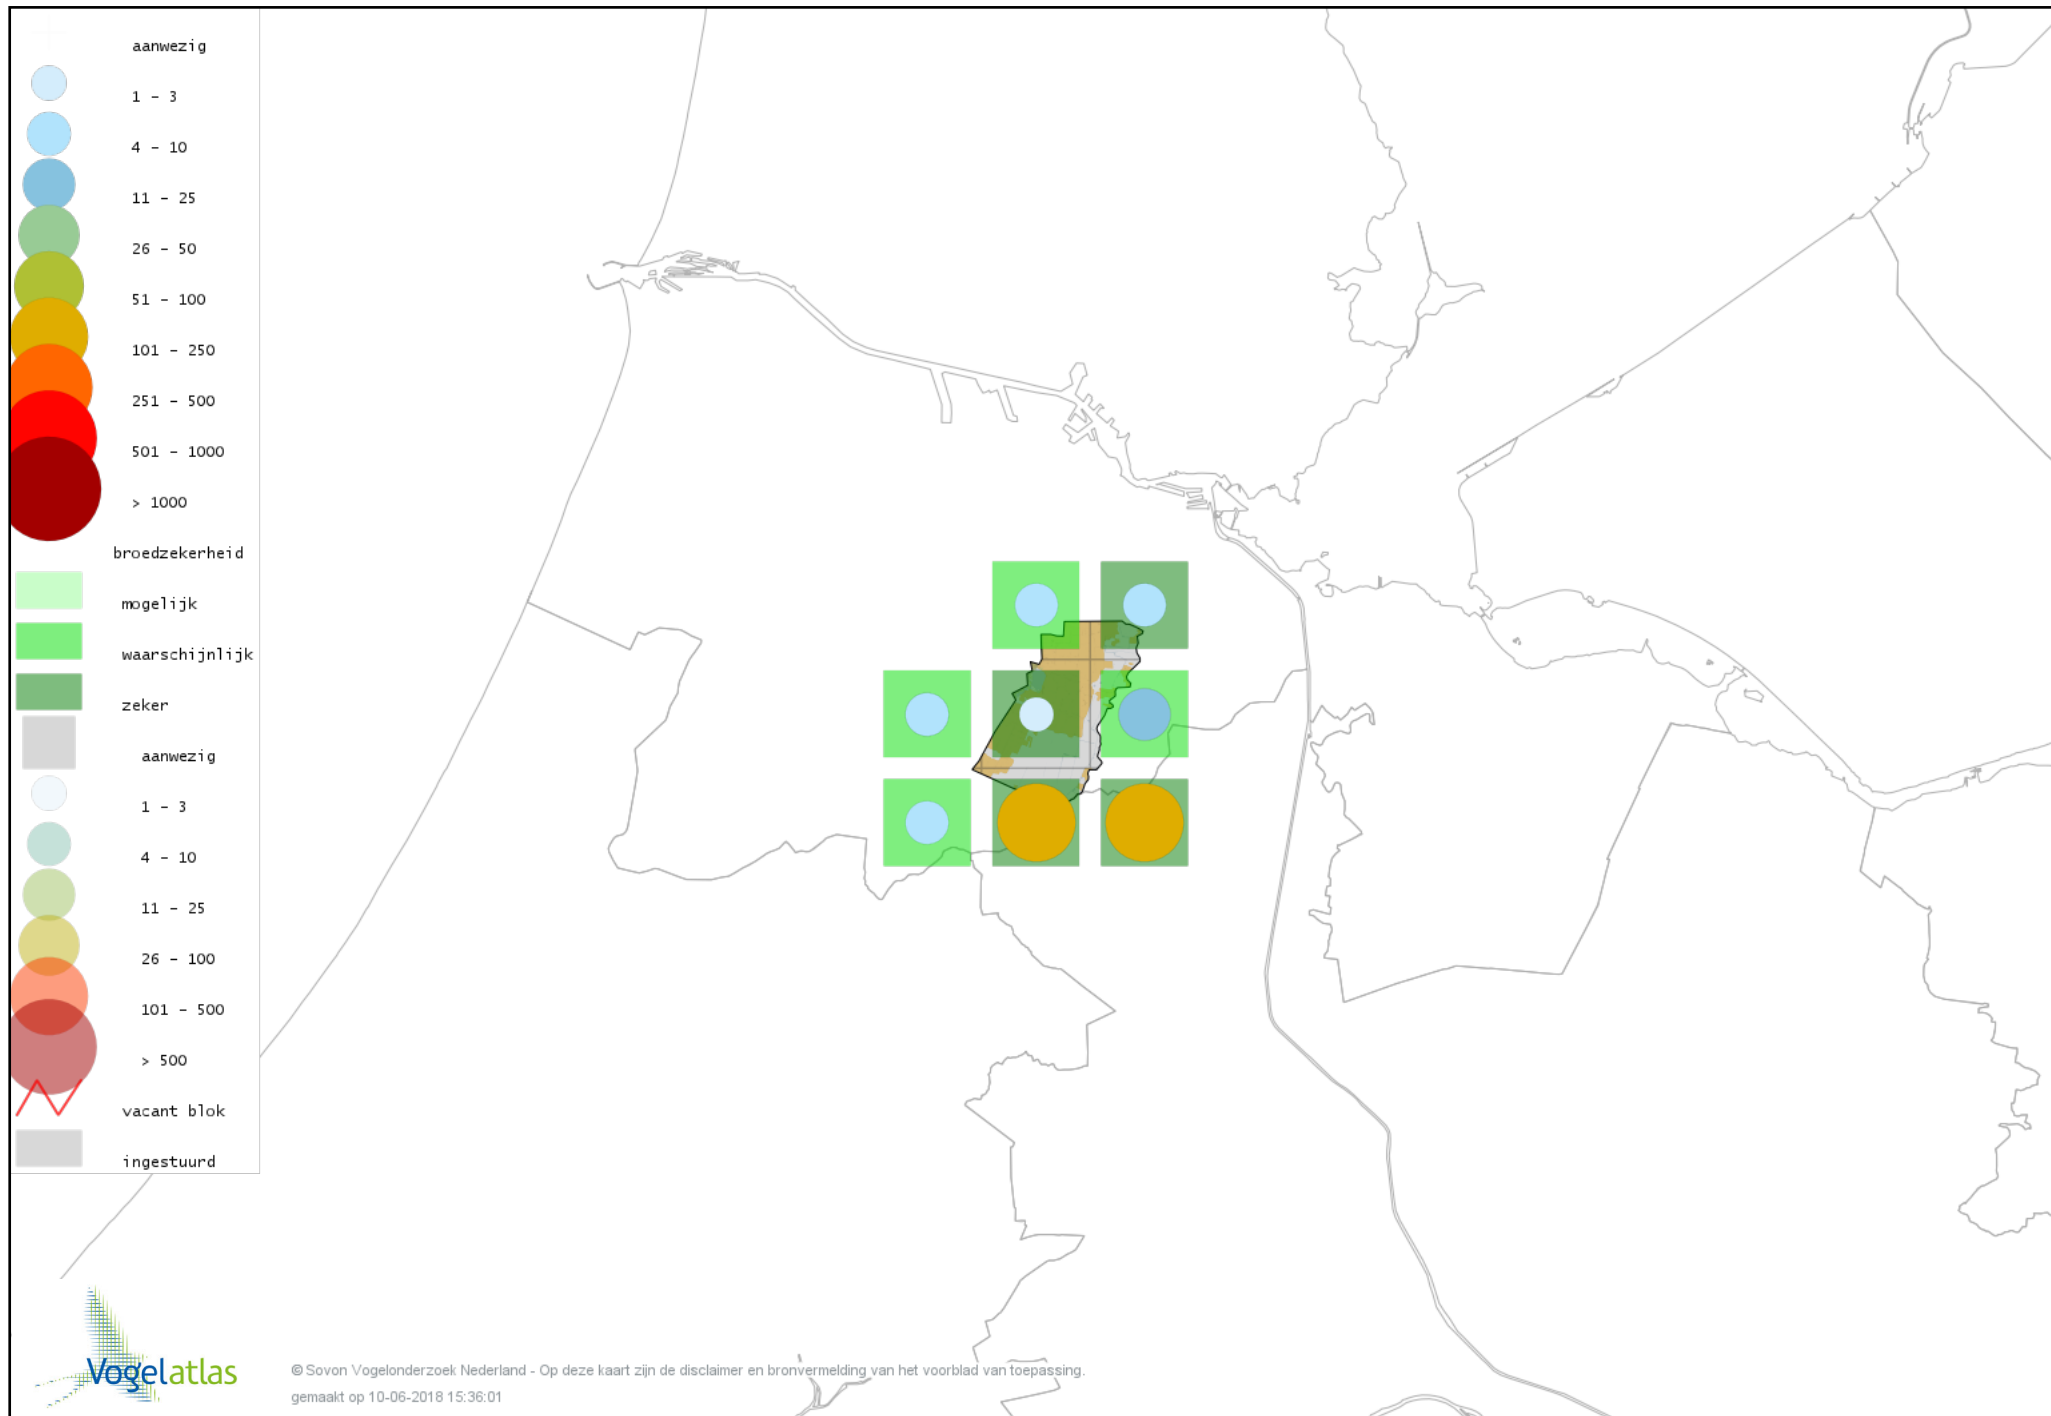 aanwezig
1 - 3
4 - 10
11 - 25
26 - 50
51 - 100
101 - 250
251 - 500
501 - 1000
> 1000
broedzekerheid
mogelijk
waarschijnlijk
zeker
aanwezig
1 - 3
4 - 10
11 - 25
26 - 100
101 - 500
> 500
vacant blok
ingestuurd
Vogelatlas
© Sovon Vogelonderzoek Nederland - Op deze kaart zijn de disclaimer en bronvermelding van het voorblad van toepassing.
gemaakt op 10-06-2018 15:36:01